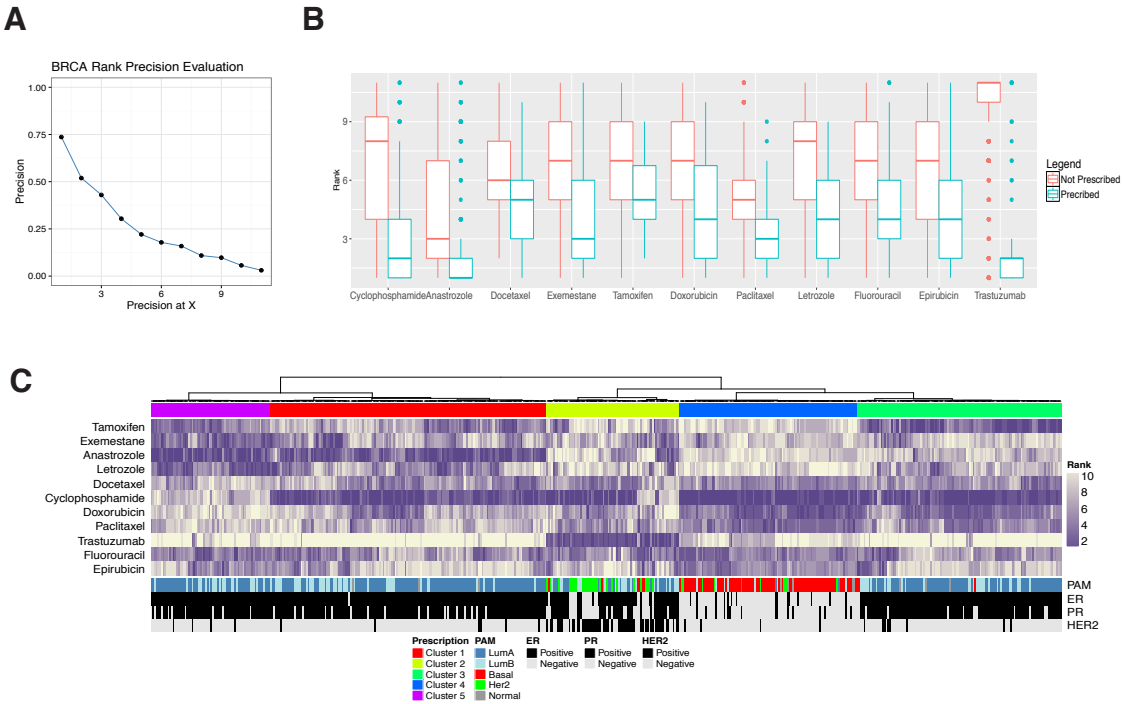 A
B
BRCA Rank Precision Evaluation
1.00
0.75
0.50
0.25
0.00
Precision
3 6 9
Precision at X
9
6
3
Rank
Cyclophosphamide Anastrozole Docetaxel Exemestane Tamoxifen Doxorubicin Paclitaxel Letrozole Fluorouracil Epirubicin Trastuzumab
Legend
Not Prescribed
Precribed
C
Tamoxifen
Exemestane
Anastrozole
Letrozole
Docetaxel
Cyclophosphamide
Doxorubicin
Paclitaxel
Trastuzumab
Fluorouracil
Epirubicin
Rank
10
8
6
4
2
PAM
ER
PR
HER2
Prescription PAM ER PR HER2
Cluster 1 LumA Positive Positive Positive
Cluster 2 LumB Negative Negative Negative
Cluster 3 Basal
Cluster 4 Her2
Cluster 5 Normal